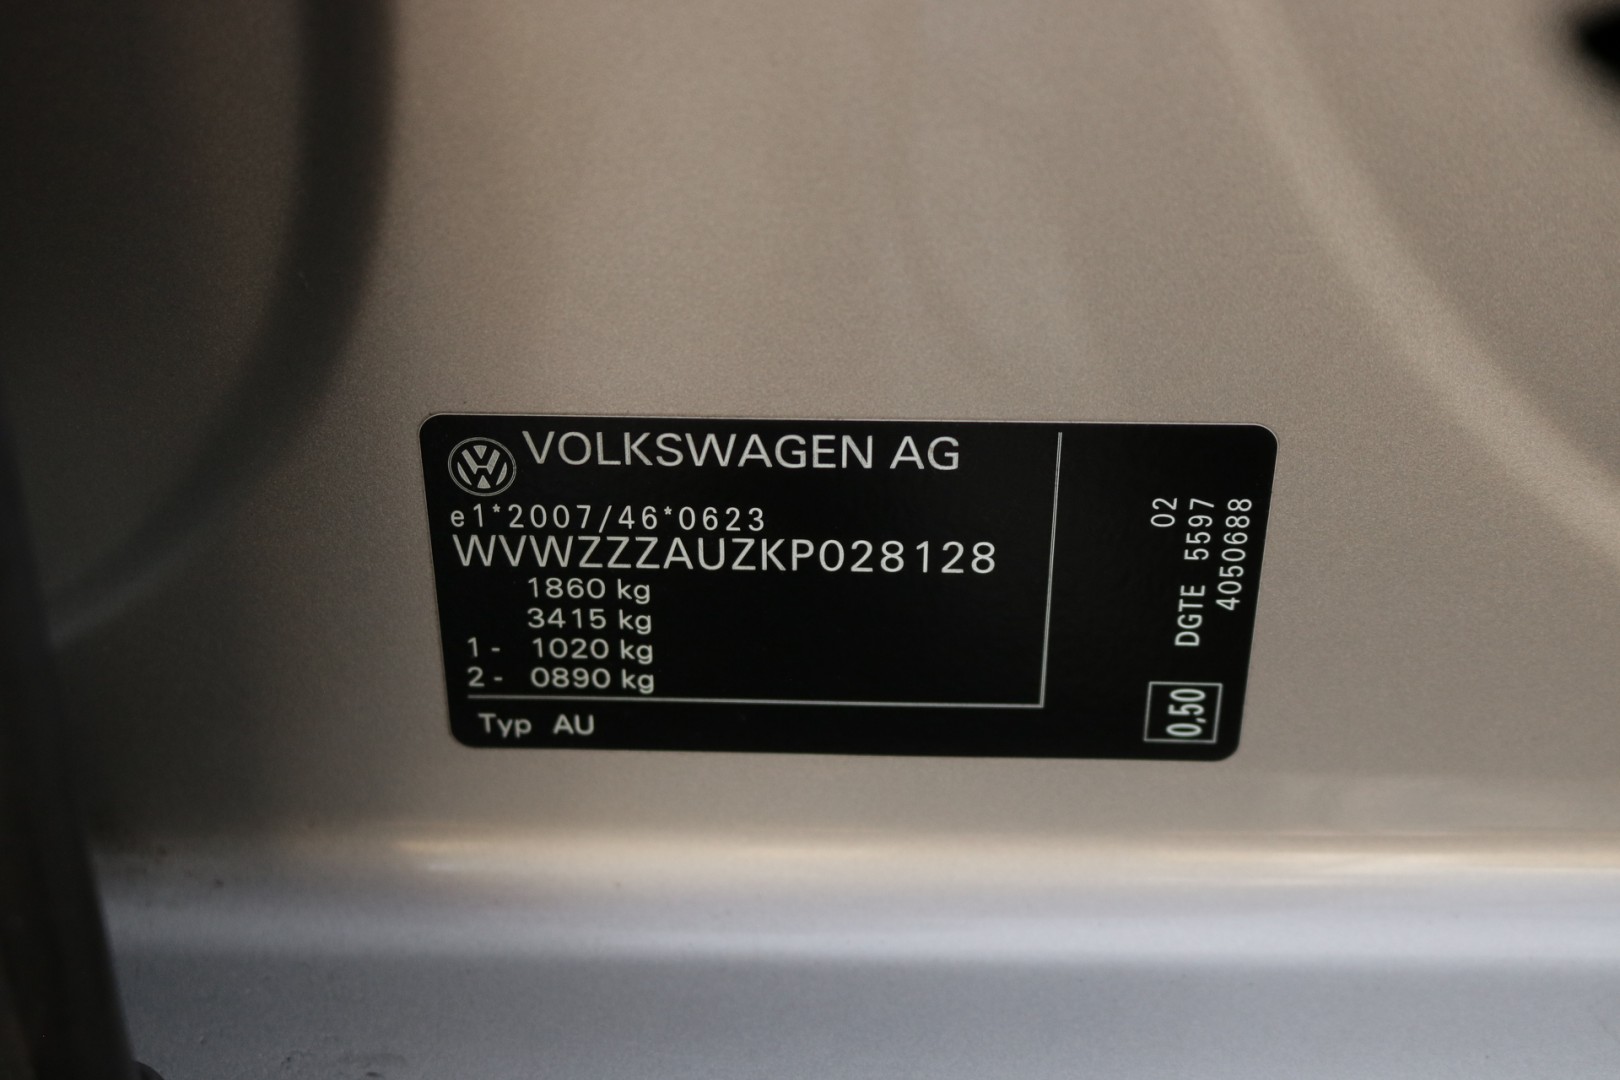 VOLKSWAGEN AG
e1*2007/46*0623
WVWZZZAUZKP028128
1860 kg
3415 kg
1 - 1020 kg
2 - 0890 kg
Typ AU
02
DGTE 5597
4050688
0,50